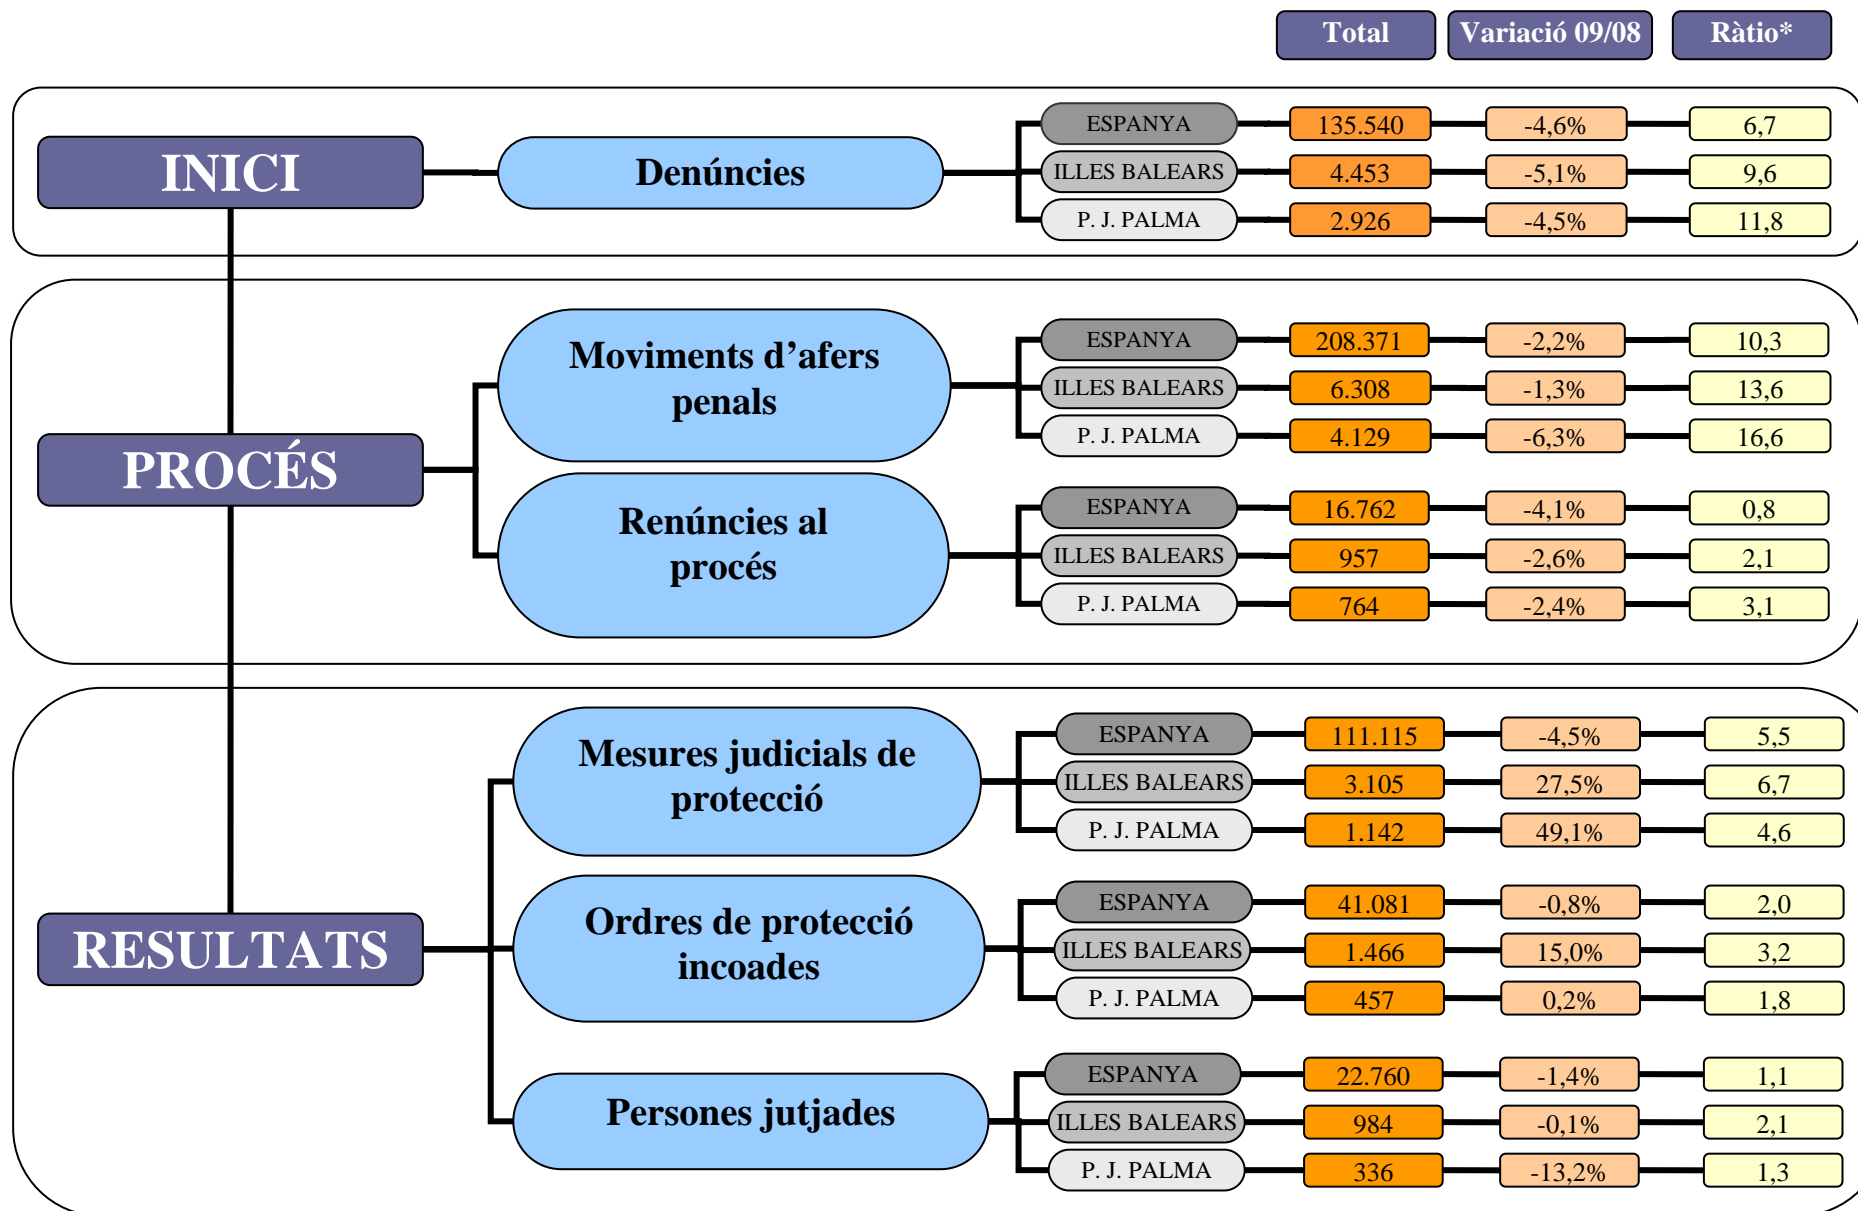 Total Variació 09/08 Ràtio*
INICI
Denúncies
ESPANYA 135.540 -4,6% 6,7
ILLES BALEARS 4.453 -5,1% 9,6
P. J. PALMA 2.926 -4,5% 11,8
PROCÉS
Moviments d’afers
penals
ESPANYA 208.371 -2,2% 10,3
ILLES BALEARS 6.308 -1,3% 13,6
P. J. PALMA 4.129 -6,3% 16,6
Renúncies al
procés
ESPANYA 16.762 -4,1% 0,8
ILLES BALEARS 957 -2,6% 2,1
P. J. PALMA 764 -2,4% 3,1
RESULTATS
Mesures judicials de
protecció
ESPANYA 111.115 -4,5% 5,5
ILLES BALEARS 3.105 27,5% 6,7
P. J. PALMA 1.142 49,1% 4,6
Ordres de protecció
incoades
ESPANYA 41.081 -0,8% 2,0
ILLES BALEARS 1.466 15,0% 3,2
P. J. PALMA 457 0,2% 1,8
Persones jutjades
ESPANYA 22.760 -1,4% 1,1
ILLES BALEARS 984 -0,1% 2,1
P. J. PALMA 336 -13,2% 1,3